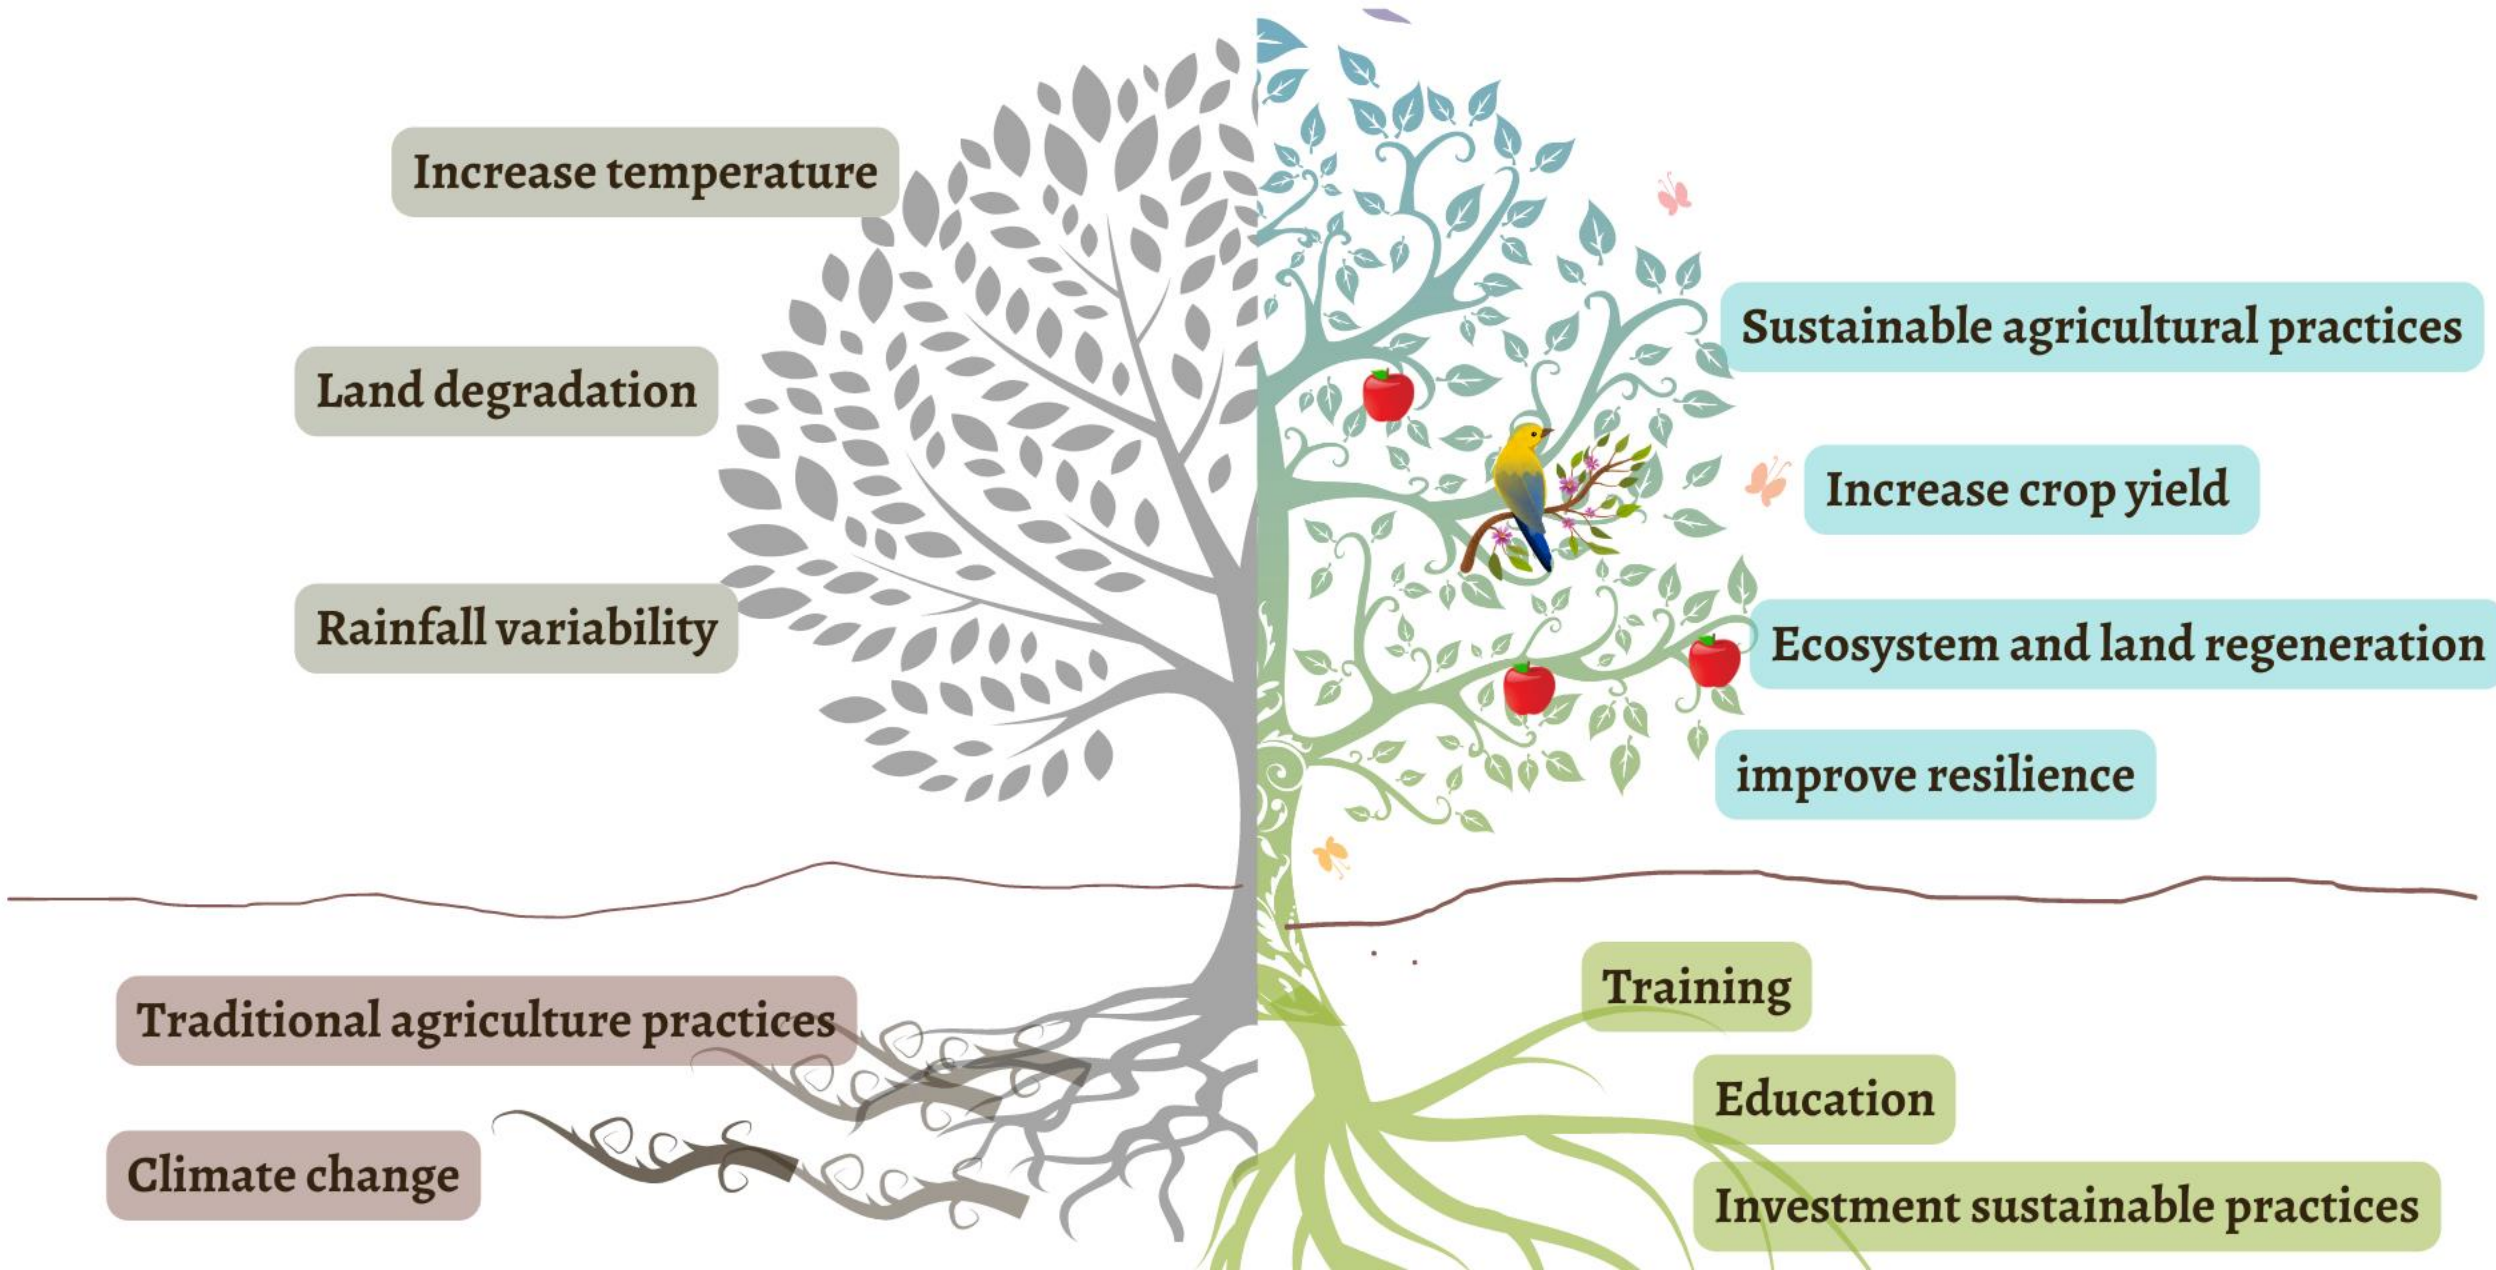 Increase temperature
Land degradation
Rainfall variability
Traditional agriculture practices
Climate change
Sustainable agricultural practices
Increase crop yield
Ecosystem and land regeneration
improve resilience
Training
Education
Investment sustainable practices